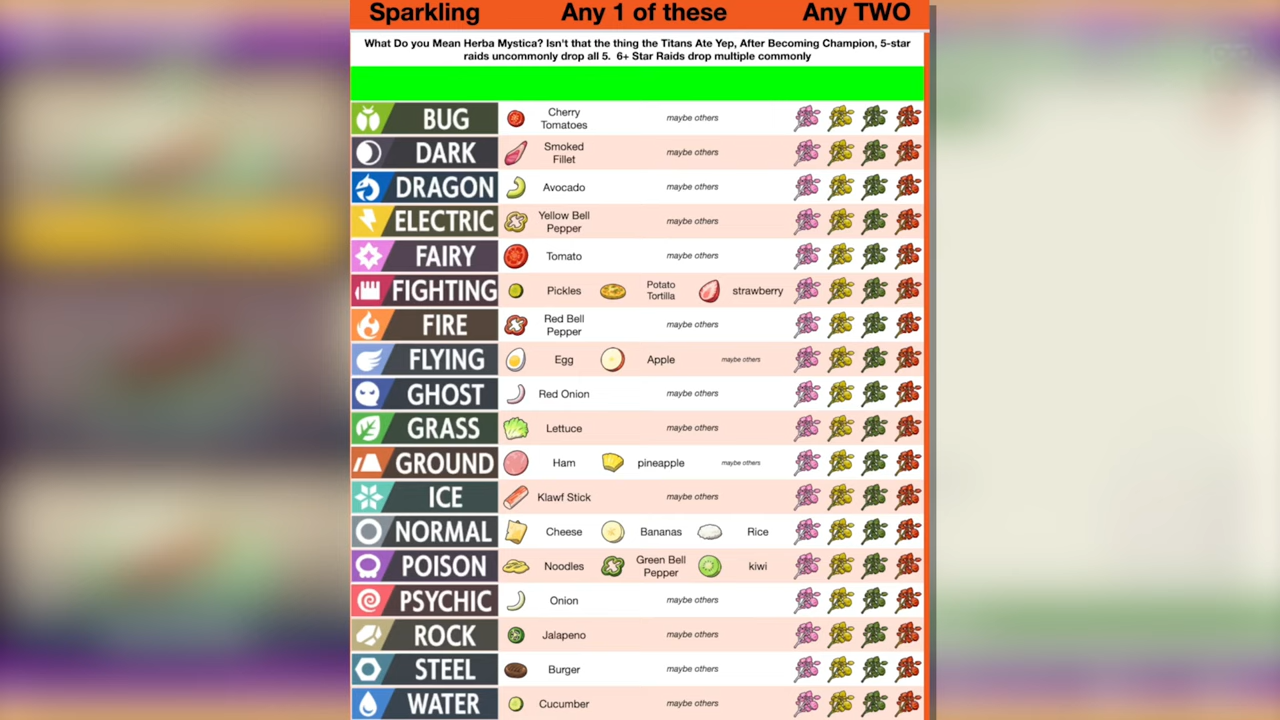 Sparkling Any 1 of these Any TWO
What Do you Mean Herba Mystica? Isn't that the thing the Titans Ate Yep, After Becoming Champion, 5-star
raids uncommonly drop all 5. 6+ Star Raids drop multiple commonly
BUG Cherry Tomatoes maybe others
DARK Smoked Fillet maybe others
DRAGON Avocado maybe others
ELECTRIC Yellow Bell Pepper maybe others
FAIRY Tomato maybe others
FIGHTING Pickles Potato Tortilla strawberry
FIRE Red Bell Pepper maybe others
FLYING Egg Apple maybe others
GHOST Red Onion maybe others
GRASS Lettuce maybe others
GROUND Ham pineapple maybe others
ICE Klawf Stick maybe others
NORMAL Cheese Bananas Rice
POISON Noodles Green Bell Pepper kiwi
PSYCHIC Onion maybe others
ROCK Jalapeno maybe others
STEEL Burger maybe others
WATER Cucumber maybe others